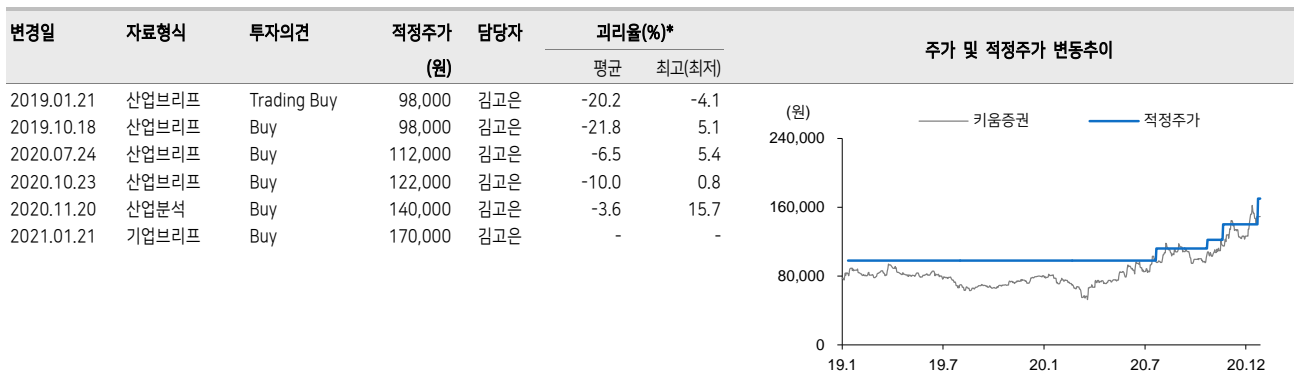 변경일 자료형식 투자의견 적정주가 담당자 괴리율(%)*
(원) 평균 최고(최저)
2019.01.21 산업브리프 Trading Buy 98,000 김고은 -20.2 -4.1
2019.10.18 산업브리프 Buy 98,000 김고은 -21.8 5.1
2020.07.24 산업브리프 Buy 112,000 김고은 -6.5 5.4
2020.10.23 산업브리프 Buy 122,000 김고은 -10.0 0.8
2020.11.20 산업분석 Buy 140,000 김고은 -3.6 15.7
2021.01.21 기업브리프 Buy 170,000 김고은 - -
주가 및 적정주가 변동추이
(원) 키움증권 적정주가
240,000
160,000
80,000
0
19.1 19.7 20.1 20.7 20.12